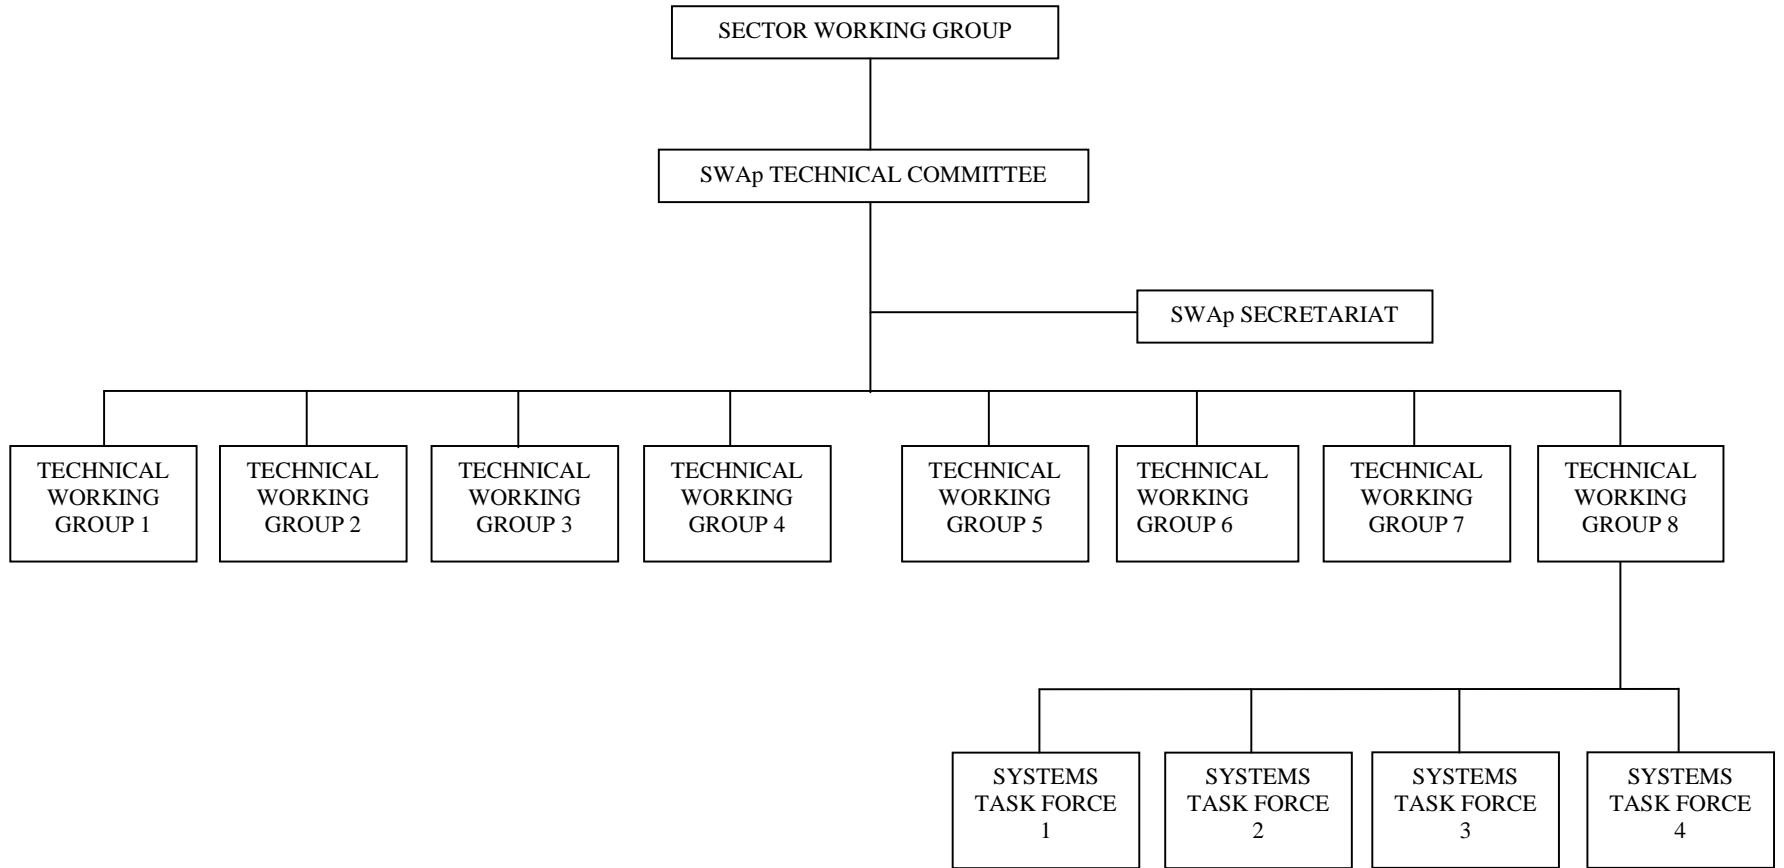 SECTOR WORKING GROUP
SWAp TECHNICAL COMMITTEE
SWAp SECRETARIAT
TECHNICAL
WORKING
GROUP 1
TECHNICAL
WORKING
GROUP 2
TECHNICAL
WORKING
GROUP 3
TECHNICAL
WORKING
GROUP 4
TECHNICAL
WORKING
GROUP 5
TECHNICAL
WORKING
GROUP 6
TECHNICAL
WORKING
GROUP 7
TECHNICAL
WORKING
GROUP 8
SYSTEMS
TASK FORCE
1
SYSTEMS
TASK FORCE
2
SYSTEMS
TASK FORCE
3
SYSTEMS
TASK FORCE
4